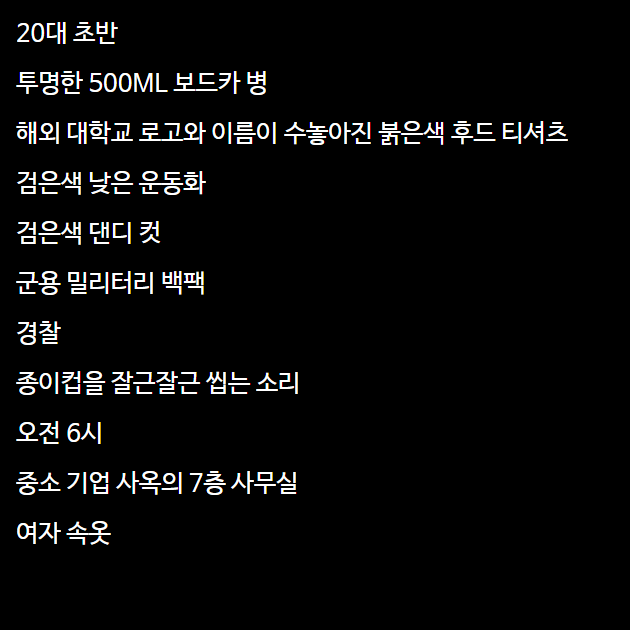 20대 초반
투명한 500ML 보드카 병
해외 대학교 로고와 이름이 수놓아진 붉은색 후드 티셔츠
검은색 낮은 운동화
검은색 댄디 컷
군용 밀리터리 백팩
경찰
종이컵을 잘근잘근 씹는 소리
오전 6시
중소 기업 사옥의 7층 사무실
여자 속옷